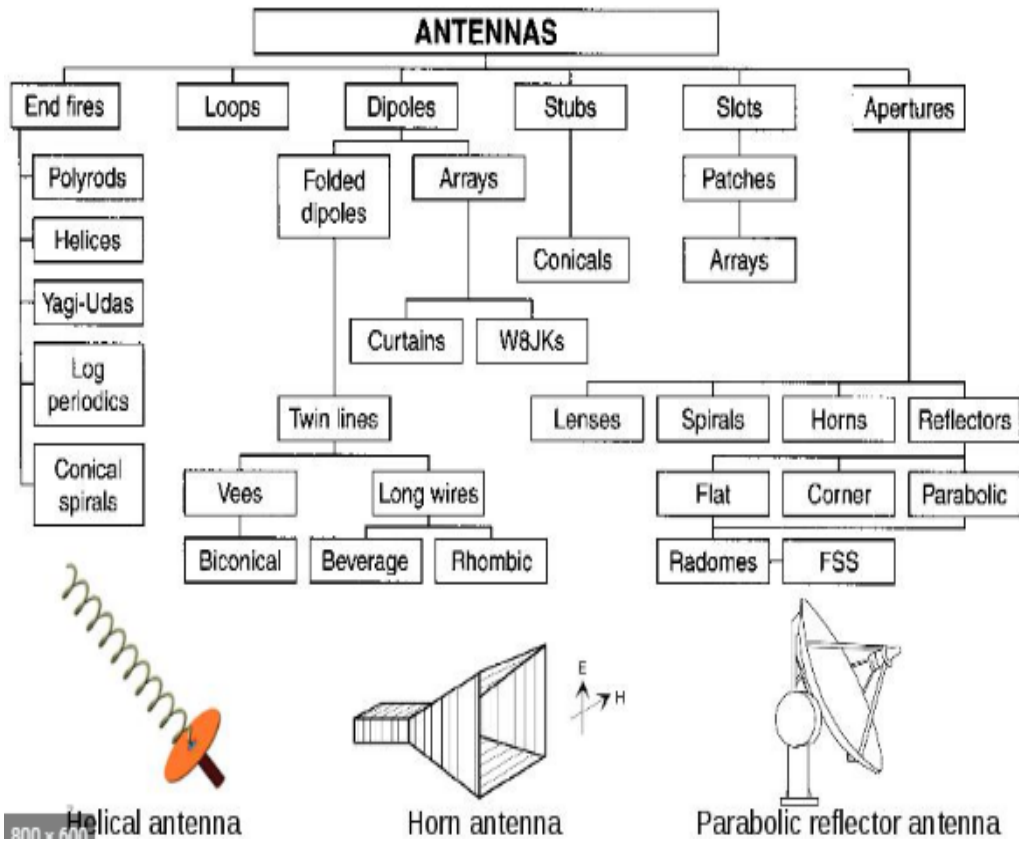 ANTENNAS
End fires
Loops
Dipoles
Stubs
Slots
Apertures
Polyrods
Helices
Yagi-Udas
Log
periodics
Conical
spirals
Folded
dipoles
Arrays
Conicals
Patches
Arrays
Curtains
W8JKs
Twin lines
Lenses
Spirals
Horns
Reflectors
Vees
Long wires
Flat
Corner
Parabolic
Biconical
Beverage
Rhombic
Radomes
FSS
E
H
Helical antenna
Horn antenna
Parabolic reflector antenna
800 x 600